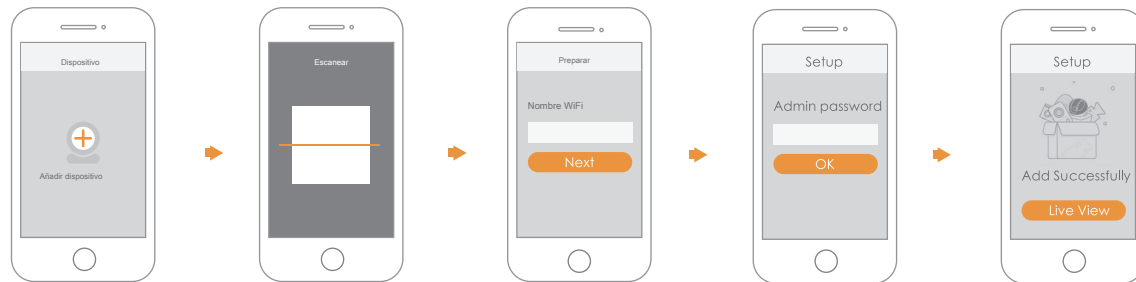 Dispositivo
Añadir dispositivo
Escanear
Preparar
Nombre WiFi
Next
Setup
Admin password
OK
Setup
Add Successfully
Live View